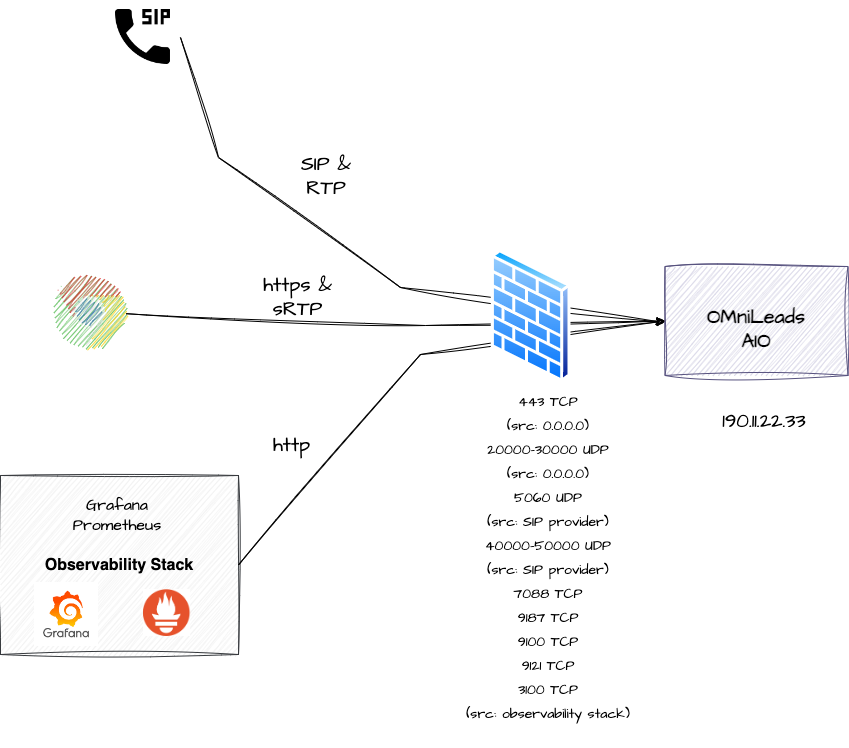 SIP
SIP &
RTP
https &
sRTP
OMniLeads
AIO
190.11.22.33
http
Grafana
Prometheus
Observability Stack
Grafana
443 TCP
(src: 0.0.0.0)
20000-30000 UDP
(src: 0.0.0.0)
5060 UDP
(src: SIP provider)
40000-50000 UDP
(src: SIP provider)
7088 TCP
9187 TCP
9100 TCP
9121 TCP
3100 TCP
(src: observability stack)